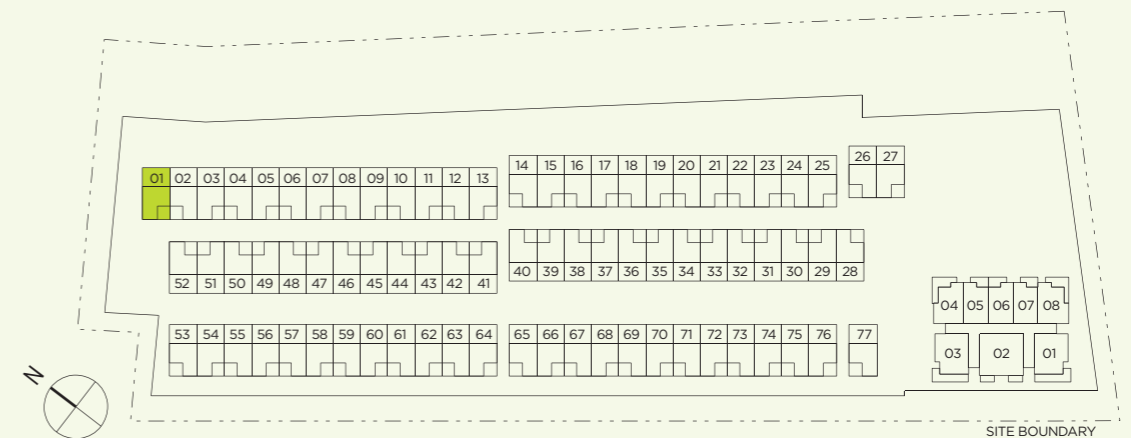 01 02 03 04 05 06 07 08 09 10 11 12 13
14 15 16 17 18 19 20 21 22 23 24 25
26 27
52 51 50 49 48 47 46 45 44 43 42 41
40 39 38 37 36 35 34 33 32 31 30 29 28
53 54 55 56 57 58 59 60 61 62 63 64
65 66 67 68 69 70 71 72 73 74 75 76
77
04 05 06 07 08
03 02 01
N
SITE BOUNDARY